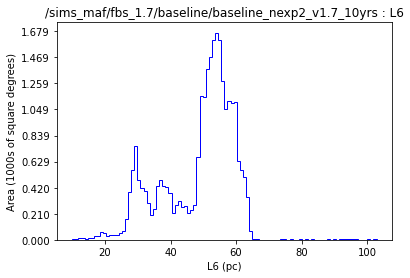 /sims_maf/fbs_1.7/baseline/baseline_nexp2_v1.7_10yrs : L6
1.679
1.469
1.259
1.049
0.839
0.629
0.420
0.210
0.000
Area (1000s of square degrees)
20 40 60 80 100
L6 (pc)